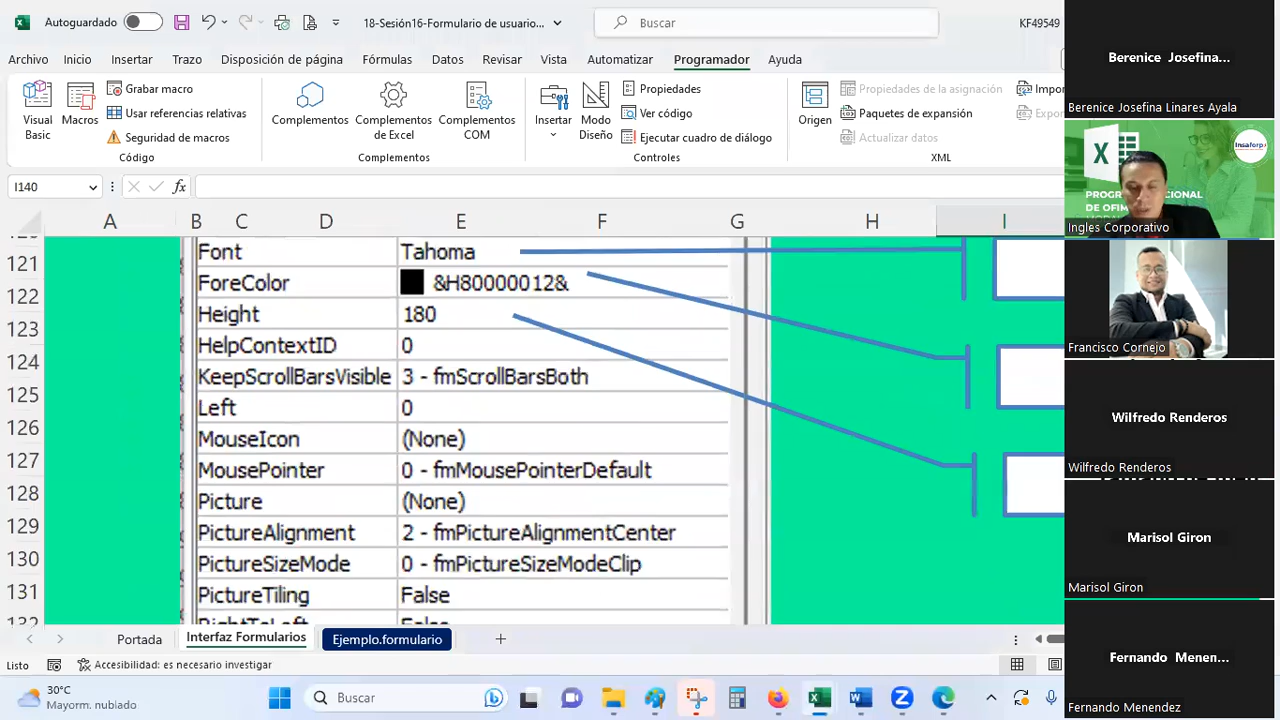 Autoguardado
18-Sesión16-Formulario de usuario...
Buscar
KF49549
Archivo Inicio Insertar Trazo Disposición de página Fórmulas Datos Revisar Vista Automatizar Programador Ayuda
Visual Basic
Macros
Grabar macro
Usar referencias relativas
Seguridad de macros
Código
Complementos
Complementos de Excel
Complementos COM
Complementos
Insertar
Modo Diseño
Propiedades
Ver código
Ejecutar cuadro de diálogo
Controles
Origen
Propiedades de la asignación
Paquetes de expansión
Actualizar datos
Impor
Expor
XML
I140
fx
A B C D E F G H I
121 Font Tahoma
122 ForeColor &H80000012&
123 Height 180
124 HelpContextID 0
125 KeepScrollBarsVisible 3 - fmScrollBarsBoth
126 Left 0
127 MouseIcon (None)
128 MousePointer 0 - fmMousePointerDefault
129 Picture (None)
130 PictureAlignment 2 - fmPictureAlignmentCenter
131 PictureSizeMode 0 - fmPictureSizeModeClip
PictureTiling False
Portada Interfaz Formularios Ejemplo.formulario
Listo
Accesibilidad: es necesario investigar
30°C
Mayorm. nublado
Buscar
Berenice Josefina...
Berenice Josefina Linares Ayala
Insaforp
Ingles Corporativo
Francisco Cornejo
Wilfredo Renderos
Wilfredo Renderos
Marisol Giron
Marisol Giron
Fernando Menen...
Fernando Menendez